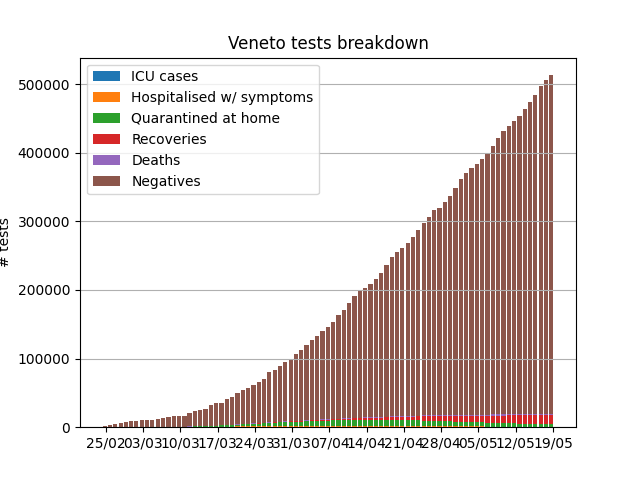 Veneto tests breakdown
ICU cases
Hospitalised w/ symptoms
Quarantined at home
Recoveries
Deaths
Negatives
# tests
500000
400000
300000
200000
100000
0
25/02 03/03 10/03 17/03 24/03 31/03 07/04 14/04 21/04 28/04 05/05 12/05 19/05